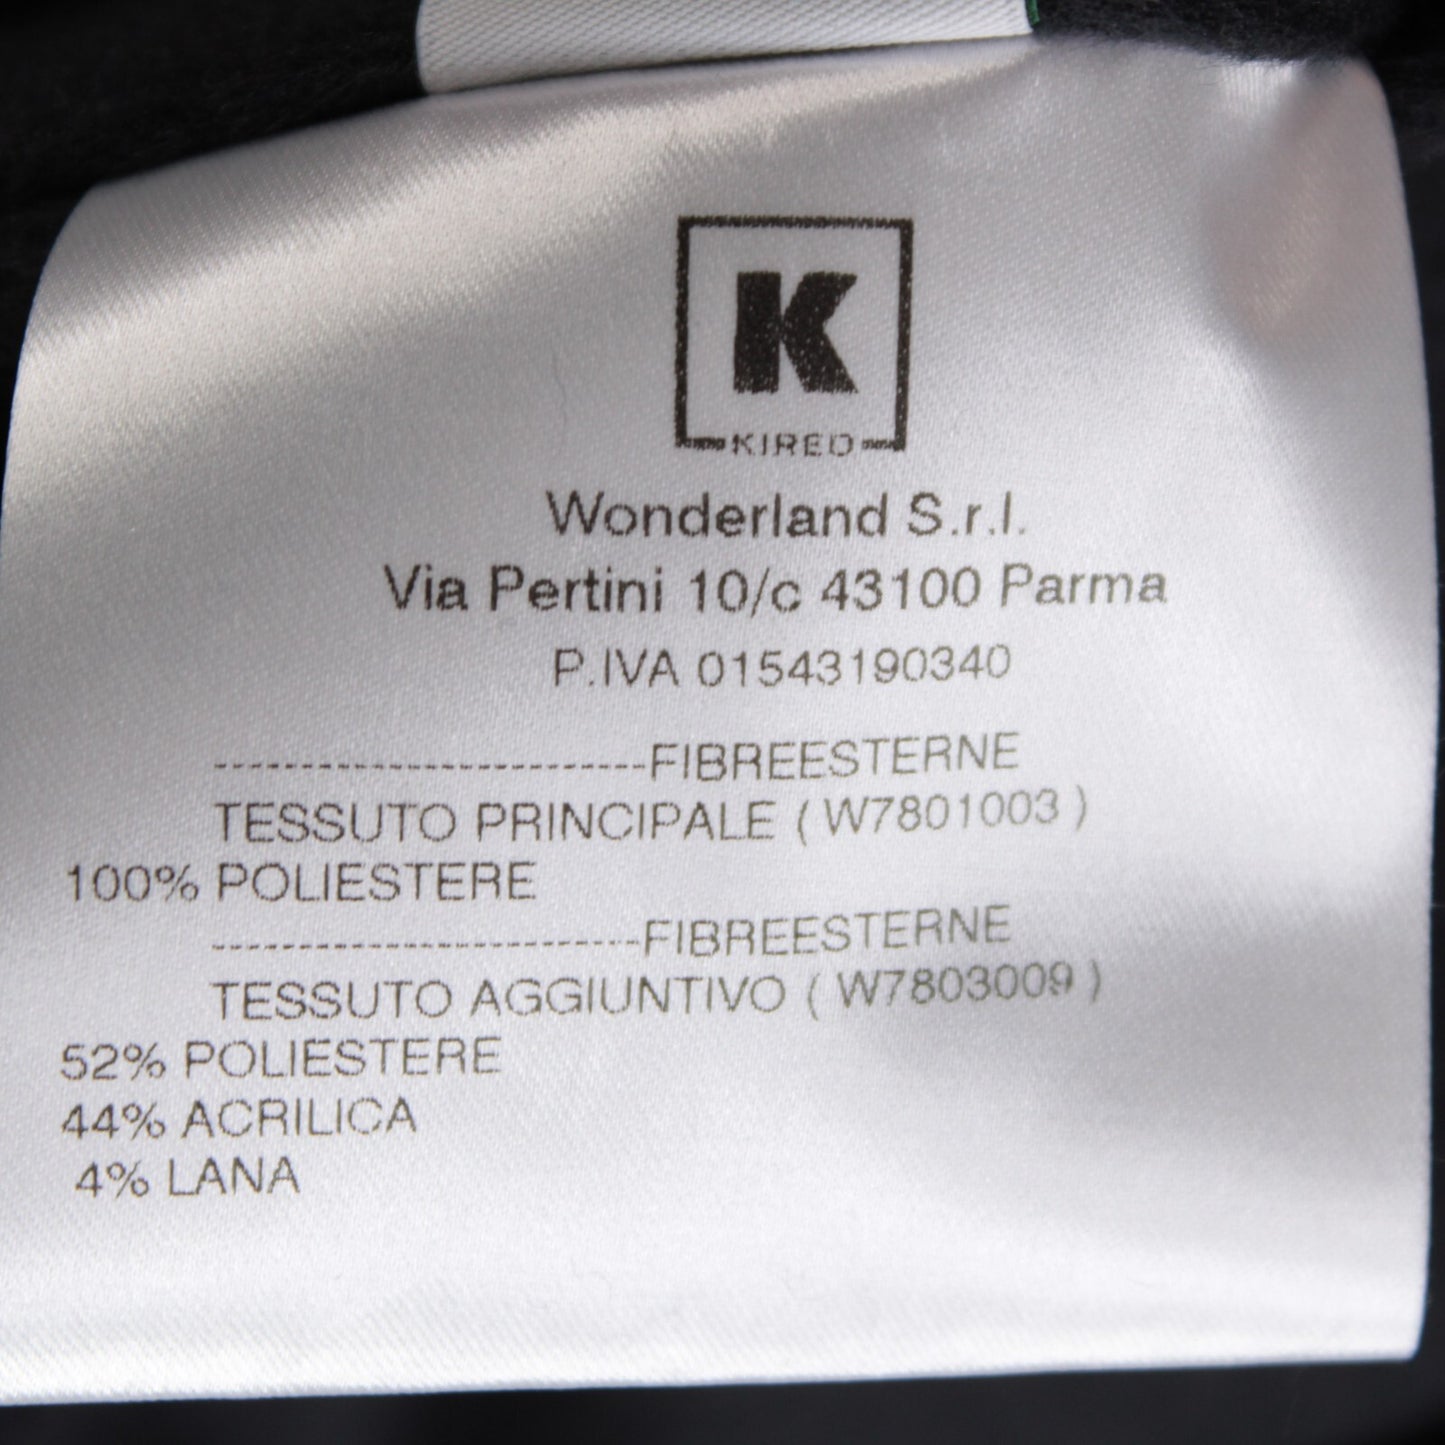 K
KIRED
Wonderland S.r.l.
Via Pertini 10/c 43100 Parma
P.IVA 01543190340
------------------------FIBREESTERNE
TESSUTO PRINCIPALE ( W7801003 )
100% POLIESTERE
------------------------FIBREESTERNE
TESSUTO AGGIUNTIVO ( W7803009 )
52% POLIESTERE
44% ACRILICA
4% LANA